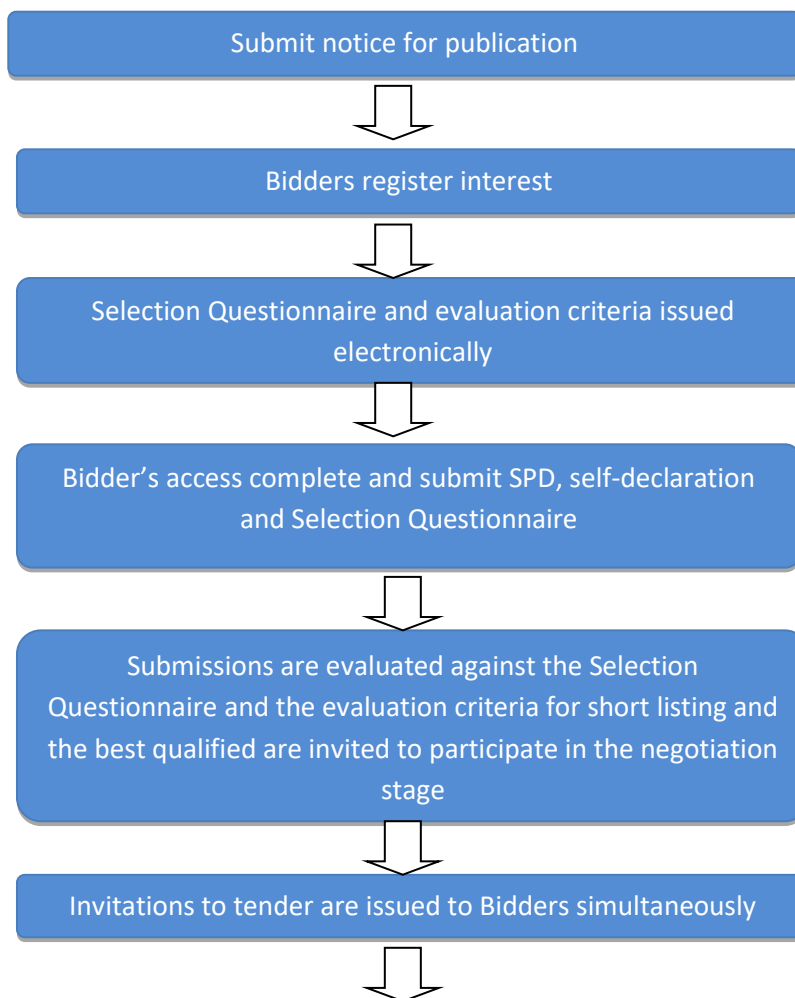 Submit notice for publication
Bidders register interest
Selection Questionnaire and evaluation criteria issued
electronically
Bidder’s access complete and submit SPD, self-declaration
and Selection Questionnaire
Submissions are evaluated against the Selection
Questionnaire and the evaluation criteria for short listing and
the best qualified are invited to participate in the negotiation
stage
Invitations to tender are issued to Bidders simultaneously